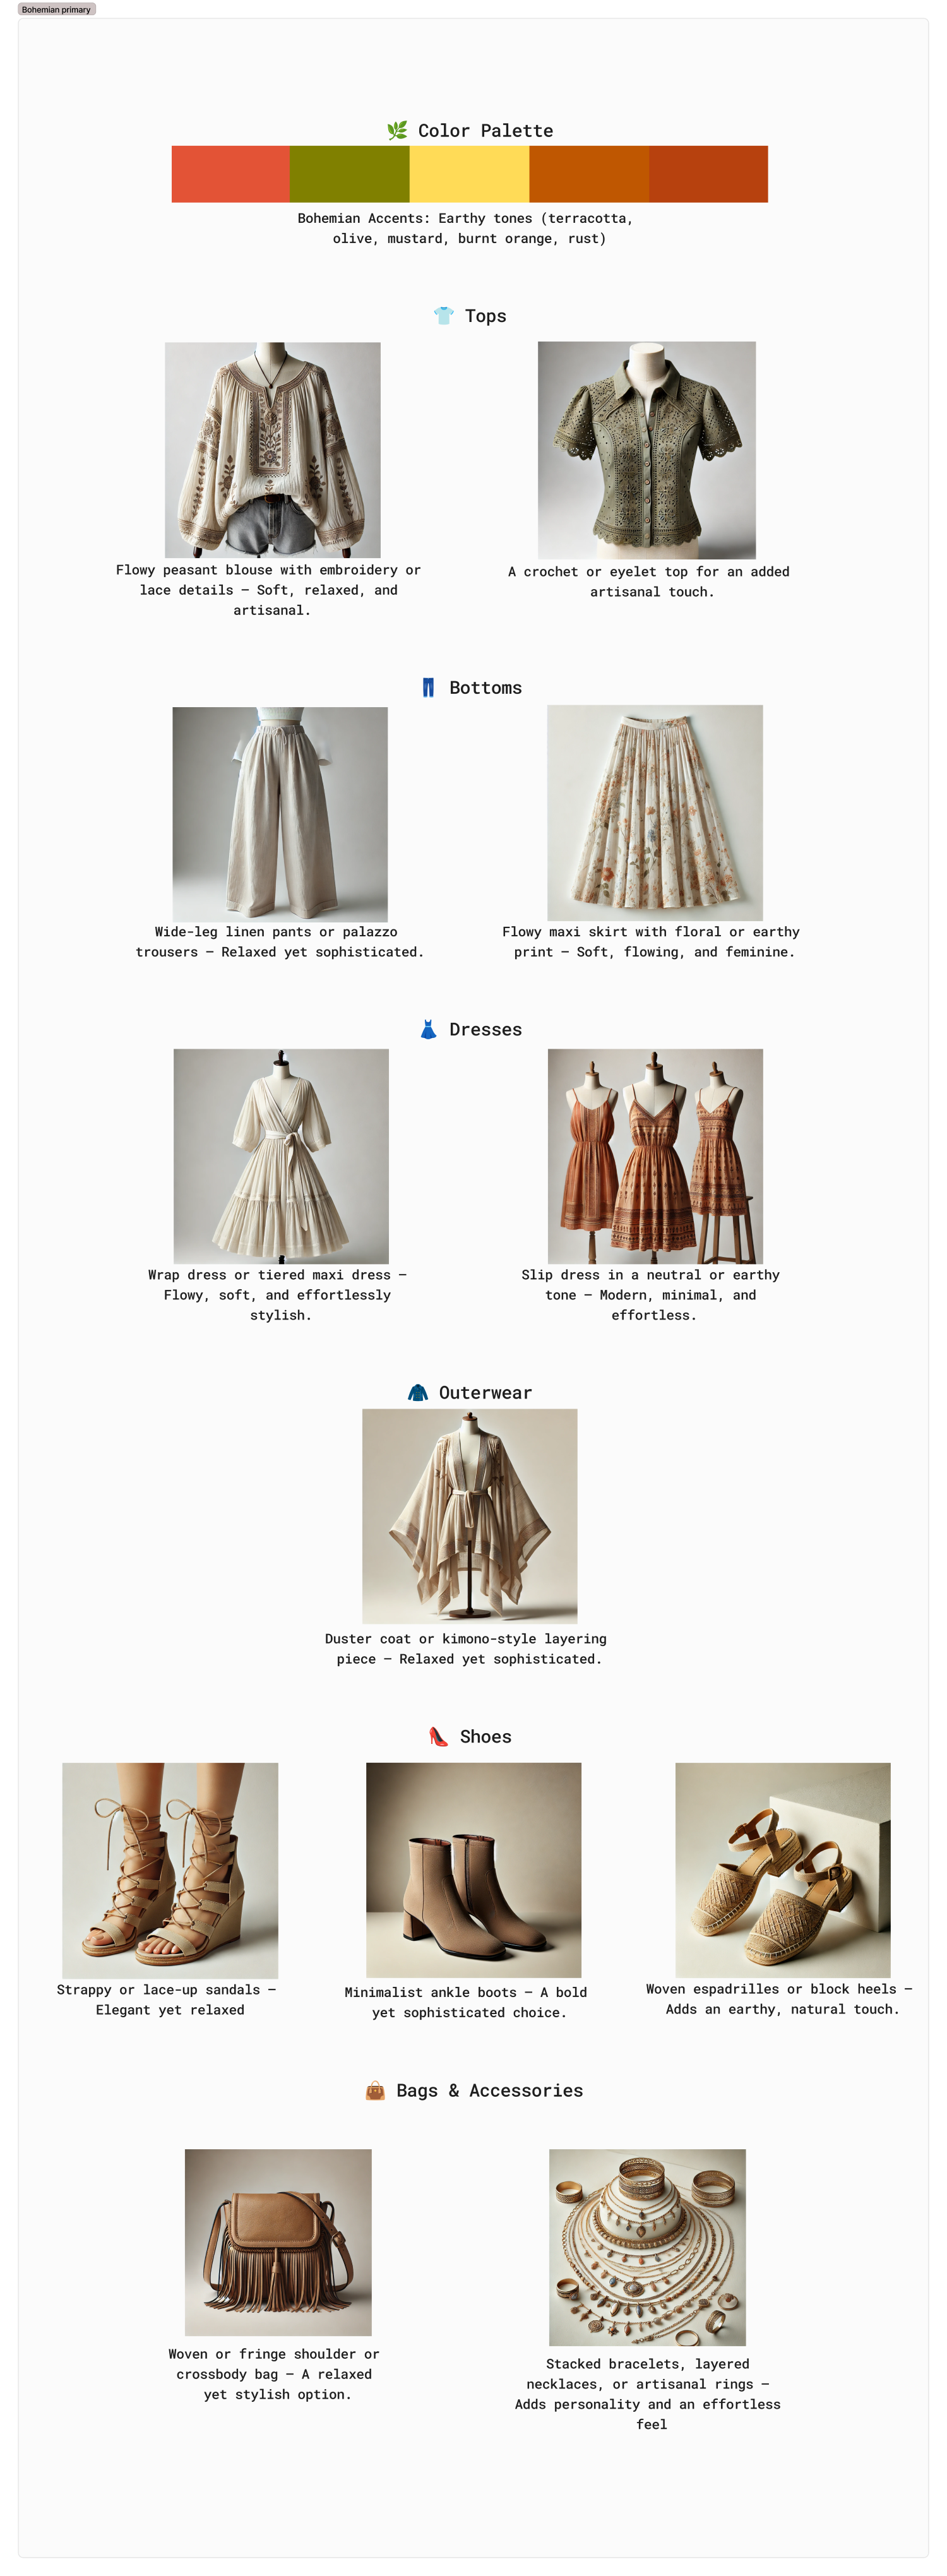 Bohemian primary
🌿 Color Palette
Bohemian Accents: Earthy tones (terracotta,
olive, mustard, burnt orange, rust)
👕 Tops
Flowy peasant blouse with embroidery or
lace details – Soft, relaxed, and
artisanal.
A crochet or eyelet top for an added
artisanal touch.
👖 Bottoms
Wide-leg linen pants or palazzo
trousers – Relaxed yet sophisticated.
Flowy maxi skirt with floral or earthy
print – Soft, flowing, and feminine.
👗 Dresses
Wrap dress or tiered maxi dress –
Flowy, soft, and effortlessly
stylish.
Slip dress in a neutral or earthy
tone – Modern, minimal, and
effortless.
🧥 Outerwear
Duster coat or kimono-style layering
piece – Relaxed yet sophisticated.
👠 Shoes
Strappy or lace-up sandals –
Elegant yet relaxed
Minimalist ankle boots – A bold
yet sophisticated choice.
Woven espadrilles or block heels –
Adds an earthy, natural touch.
👜 Bags & Accessories
Woven or fringe shoulder or
crossbody bag – A relaxed
yet stylish option.
Stacked bracelets, layered
necklaces, or artisanal rings –
Adds personality and an effortless
feel